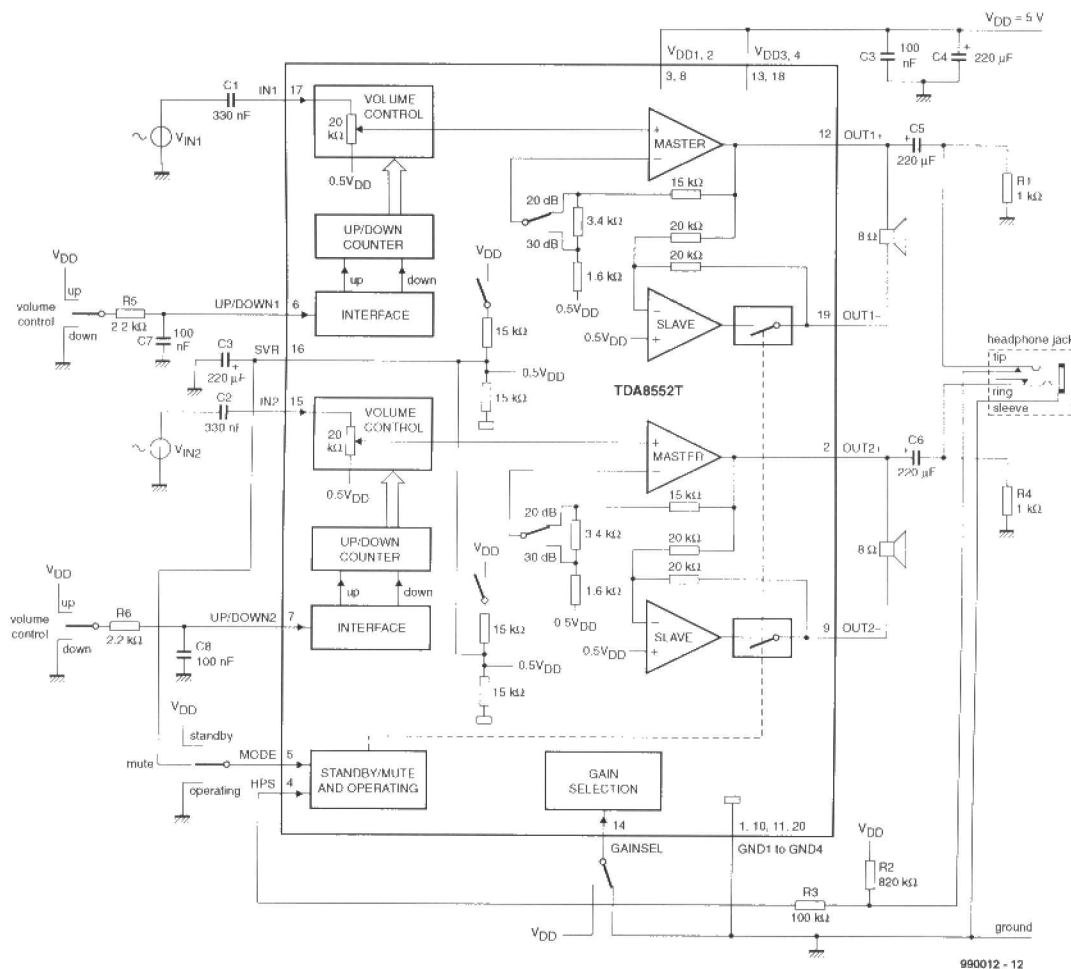 VDD = 5 V
C3 100 nF
C4 + 220 µF
VDD1, 2
3, 8
VDD3, 4
13, 18
C1
330 nF
IN1 17
VIN1
VOLUME CONTROL
20 kΩ
0.5VDD
MASTER
+
−
12 OUT1+
C5
+
220 µF
R1
1 kΩ
15 kΩ
20 dB
3.4 kΩ
30 dB
1.6 kΩ
0.5VDD
20 kΩ
20 kΩ
8 Ω
UP/DOWN COUNTER
up down
INTERFACE
VDD
up
volume control
down
R5
2.2 kΩ
C7 100 nF
UP/DOWN1 6
VDD
15 kΩ
0.5VDD
15 kΩ
−
SLAVE
0.5VDD +
19 OUT1−
headphone jack
tip
ring
sleeve
C3
+
220 µF
SVR 16
TDA8552T
C2
330 nF
IN2 15
VIN2
VOLUME CONTROL
20 kΩ
0.5VDD
+
MASTER
−
2 OUT2+
C6
+
220 µF
R4
1 kΩ
15 kΩ
20 dB
3.4 kΩ
30 dB
1.6 kΩ
0.5VDD
20 kΩ
20 kΩ
8 Ω
UP/DOWN COUNTER
up down
INTERFACE
VDD
up
volume control
down
R6
2.2 kΩ
C8
100 nF
UP/DOWN2 7
VDD
15 kΩ
0.5VDD
15 kΩ
−
SLAVE
0.5VDD +
9 OUT2−
VDD
standby
mute
operating
MODE 5
HPS 4
STANDBY/MUTE AND OPERATING
GAIN SELECTION
14
GAINSEL
1, 10, 11, 20
GND1 to GND4
VDD
R2
820 kΩ
R3
100 kΩ
VDD
ground
990012 - 12